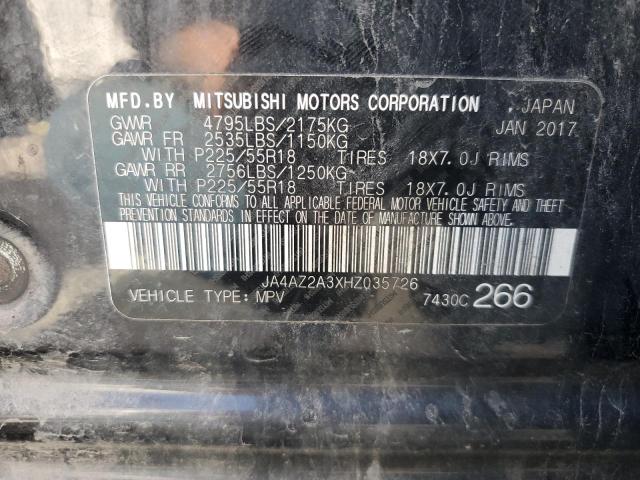 MFD.BY MITSUBISHI MOTORS CORPORATION , JAPAN
GVWR 4795LBS/2175KG JAN 2017
GAWR FR 2535LBS/1150KG
WITH P225/55R18 TIRES 18X7.0J RIMS
GAWR RR 2756LBS/1250KG
WITH P225/55R18 TIRES 18X7.0J RIMS
THIS VEHICLE CONFORMS TO ALL APPLICABLE FEDERAL MOTOR VEHICLE SAFETY AND THEFT
PREVENTION STANDARDS IN EFFECT ON THE DATE OF MANUFACTURE SHOWN ABOVE.
JA4AZ2A3XHZ035726
VEHICLE TYPE: MPV 7430C 266